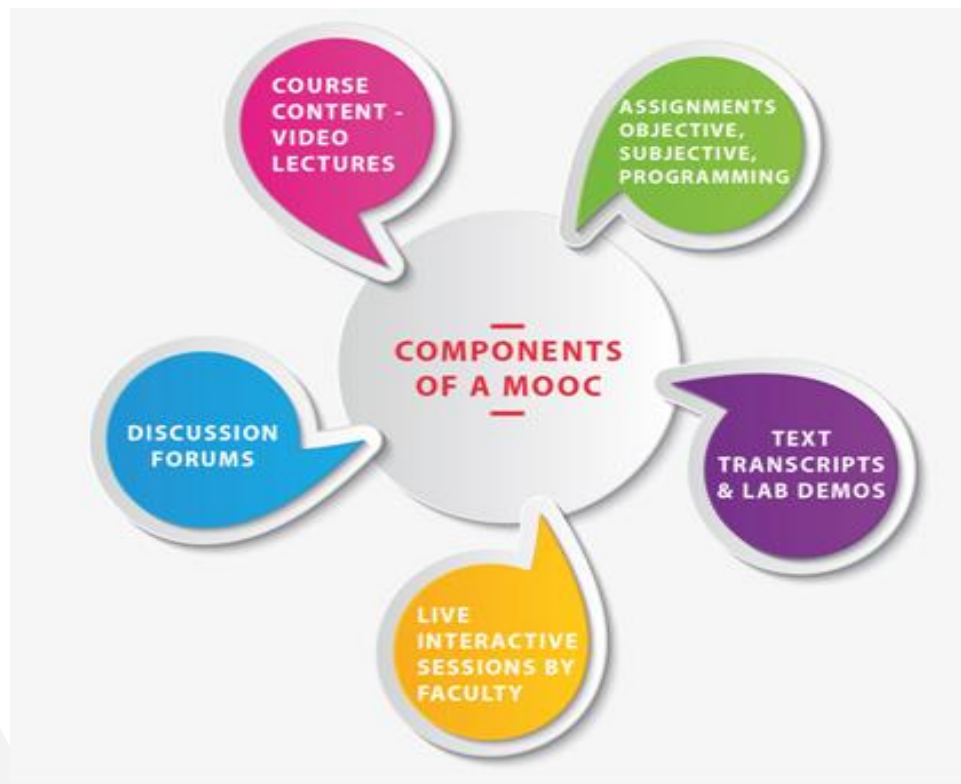 COURSE
CONTENT -
VIDEO
LECTURES
ASSIGNMENTS
OBJECTIVE,
SUBJECTIVE,
PROGRAMMING
COMPONENTS
OF A MOOC
DISCUSSION
FORUMS
TEXT
TRANSCRIPTS
& LAB DEMOS
LIVE
INTERACTIVE
SESSIONS BY
FACULTY